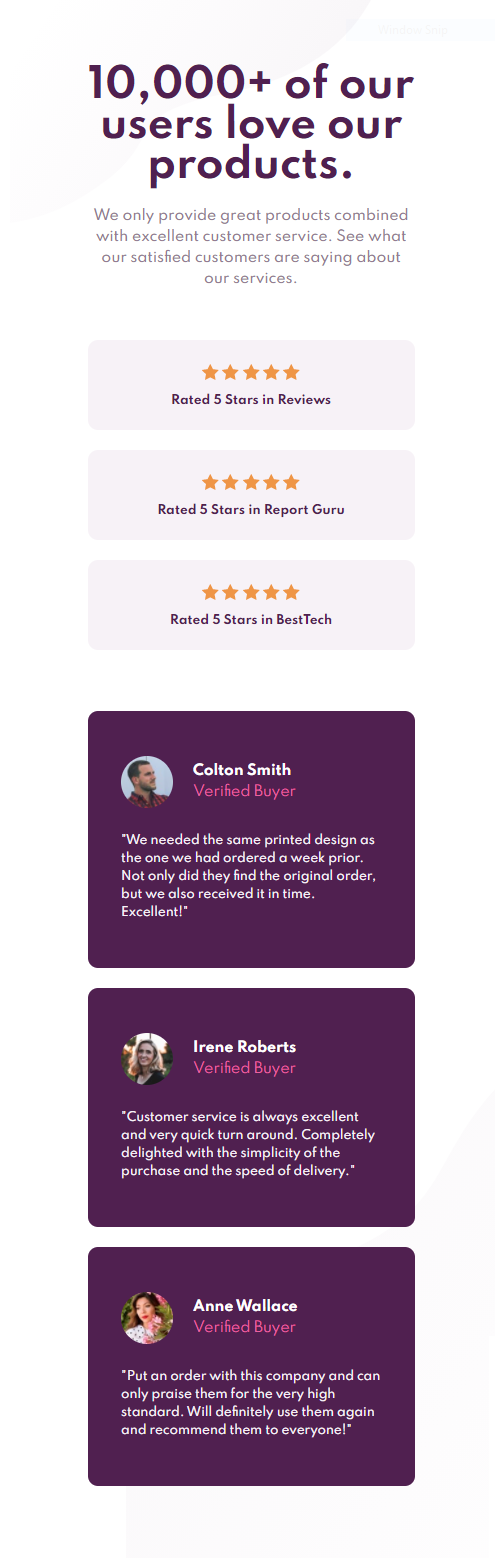 Window Snip
10,000+ of our
users love our
products.
We only provide great products combined
with excellent customer service. See what
our satisfied customers are saying about
our services.
Rated 5 Stars in Reviews
Rated 5 Stars in Report Guru
Rated 5 Stars in BestTech
Colton Smith
Verified Buyer
"We needed the same printed design as
the one we had ordered a week prior.
Not only did they find the original order,
but we also received it in time.
Excellent!"
Irene Roberts
Verified Buyer
"Customer service is always excellent
and very quick turn around. Completely
delighted with the simplicity of the
purchase and the speed of delivery."
Anne Wallace
Verified Buyer
"Put an order with this company and can
only praise them for the very high
standard. Will definitely use them again
and recommend them to everyone!"